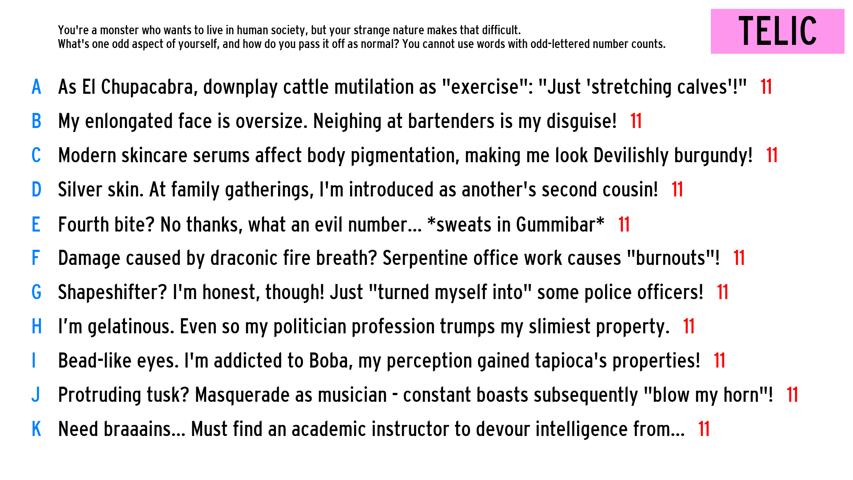 You're a monster who wants to live in human society, but your strange nature makes that difficult.
What's one odd aspect of yourself, and how do you pass it off as normal? You cannot use words with odd-lettered number counts.
TELIC
A As El Chupacabra, downplay cattle mutilation as "exercise": "Just 'stretching calves'!" 11
B My enlongated face is oversize. Neighing at bartenders is my disguise! 11
C Modern skincare serums affect body pigmentation, making me look Devilishly burgundy! 11
D Silver skin. At family gatherings, I'm introduced as another's second cousin! 11
E Fourth bite? No thanks, what an evil number... *sweats in Gummibar* 11
F Damage caused by draconic fire breath? Serpentine office work causes "burnouts"! 11
G Shapeshifter? I'm honest, though! Just "turned myself into" some police officers! 11
H I'm gelatinous. Even so my politician profession trumps my slimiest property. 11
I Bead-like eyes. I'm addicted to Boba, my perception gained tapioca's properties! 11
J Protruding tusk? Masquerade as musician - constant boasts subsequently "blow my horn"! 11
K Need braaains... Must find an academic instructor to devour intelligence from... 11